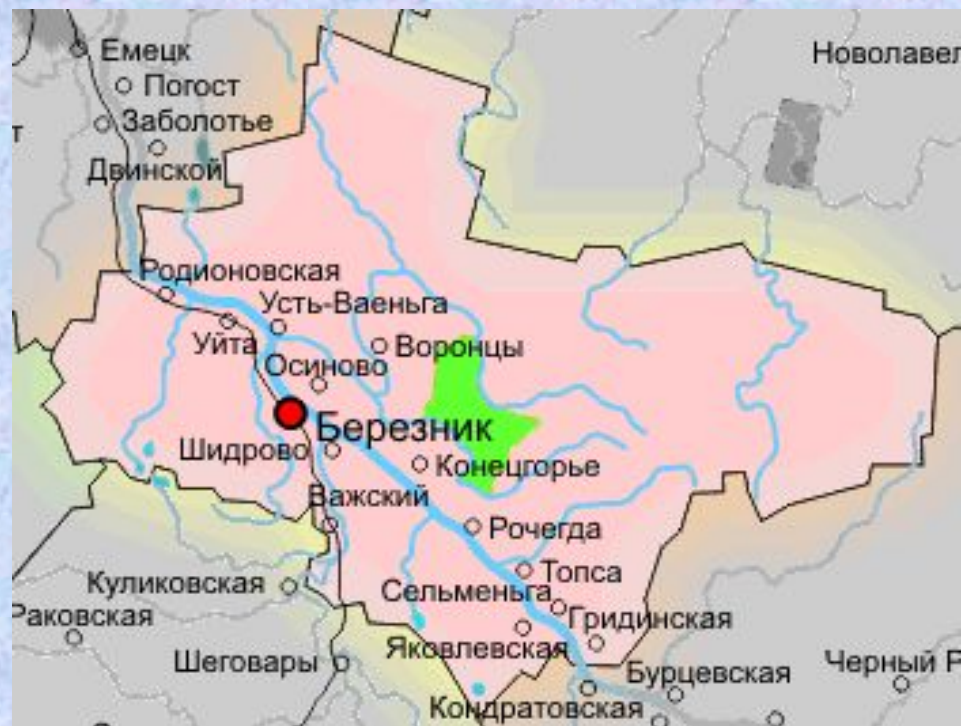 Емецк
Новолавел
Погост
Заболотье
т
Двинской
Родионовская
Усть-Ваеньга
Уйта
Воронцы
Осиново
Березник
Шидрово
Конецгорье
Важский
Рочегда
Топса
Куликовская
Сельменьга
Раковская
Гридинская
Яковлевская
Шеговары
Бурцевская
Черный Р
Кондратовская